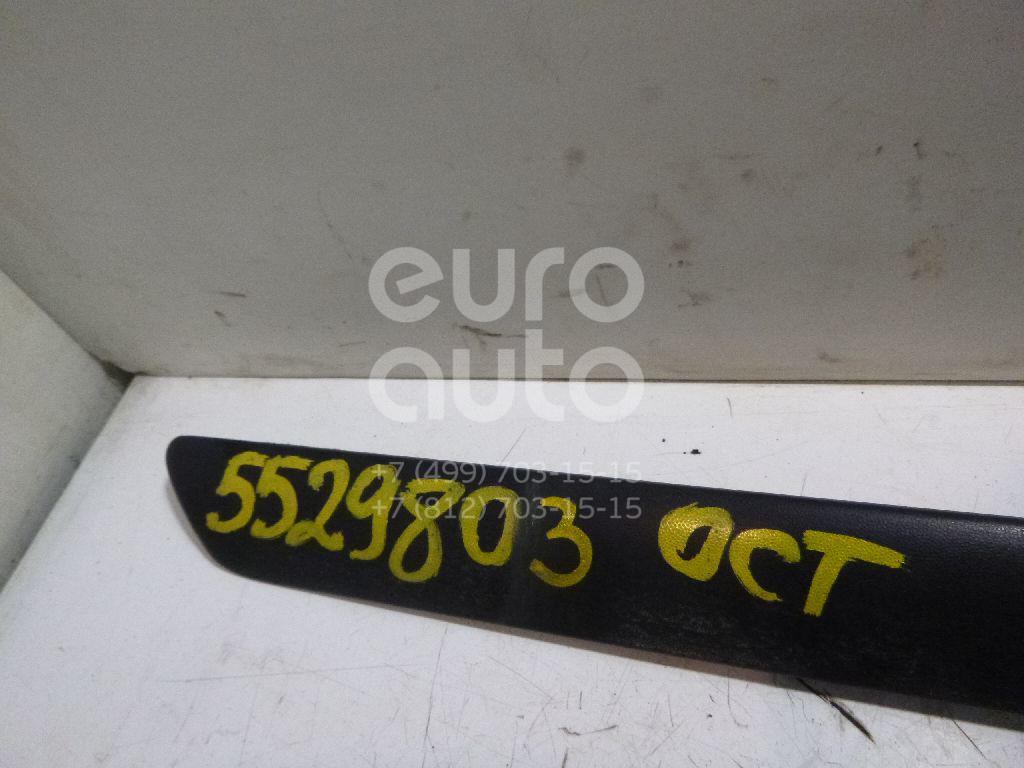 euro
auto
+7 (499) 703-15-15
+7 (812) 703-15-15
5529803 ОСТ